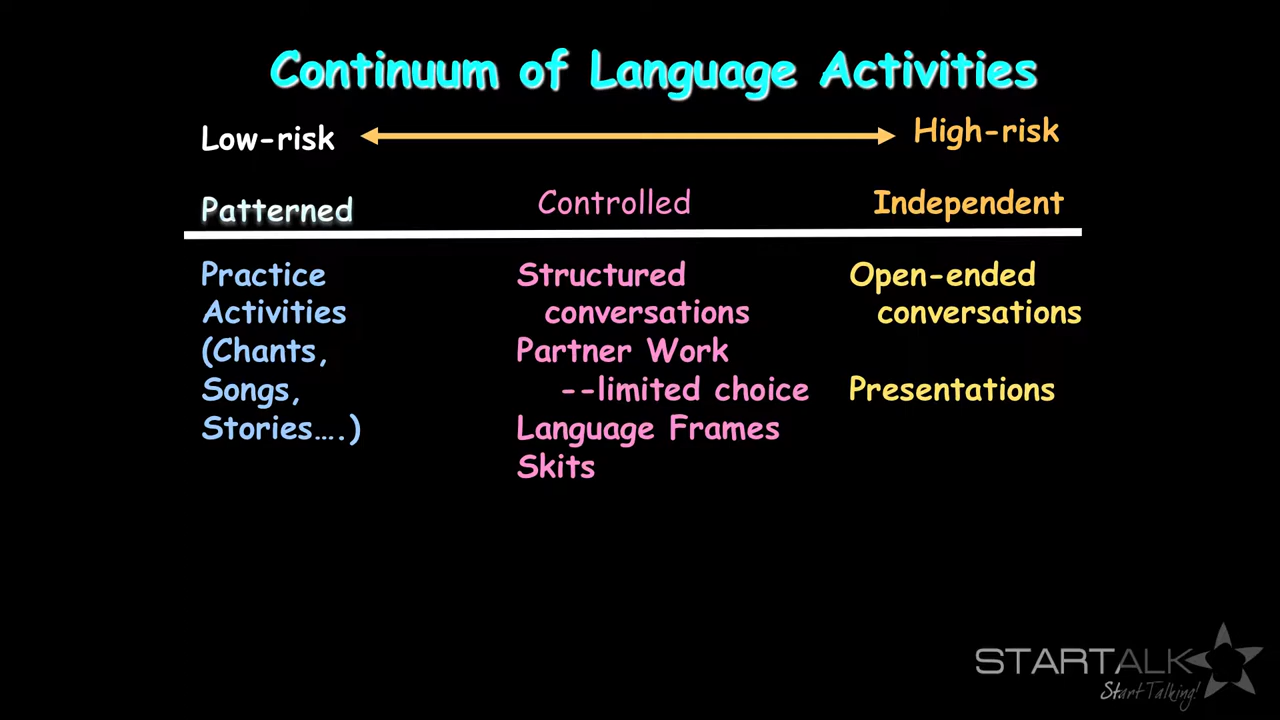 Continuum of Language Activities
Low-risk
High-risk
Patterned
Controlled
Independent
Practice
Activities
(Chants,
Songs,
Stories….)
Structured
conversations
Partner Work
--limited choice
Language Frames
Skits
Open-ended
conversations
Presentations
STARTALK
Start Talking!